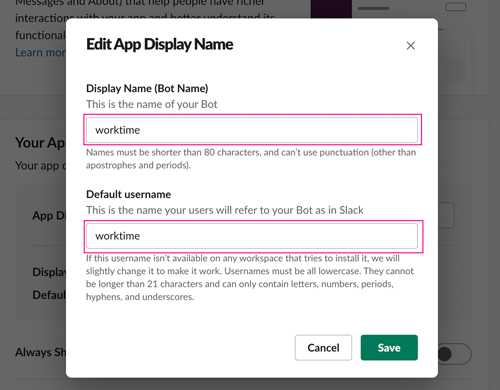 Messages and About) that help people have richer
interactions with your app and better understand its
functional
Learn more
Edit App Display Name
Display Name (Bot Name)
This is the name of your Bot
worktime
Names must be shorter than 80 characters, and can't use punctuation (other than
apostrophes and periods).
Your Ap
Your app c
Default username
This is the name your users will refer to your Bot as in Slack
App Di
worktime
If this username isn't available on any workspace that tries to install it, we will
slightly change it to make it work. Usernames must be all lowercase. They cannot
be longer than 21 characters and can only contain letters, numbers, periods,
hyphens, and underscores.
Display
Defaul
Cancel
Save
Always Sh